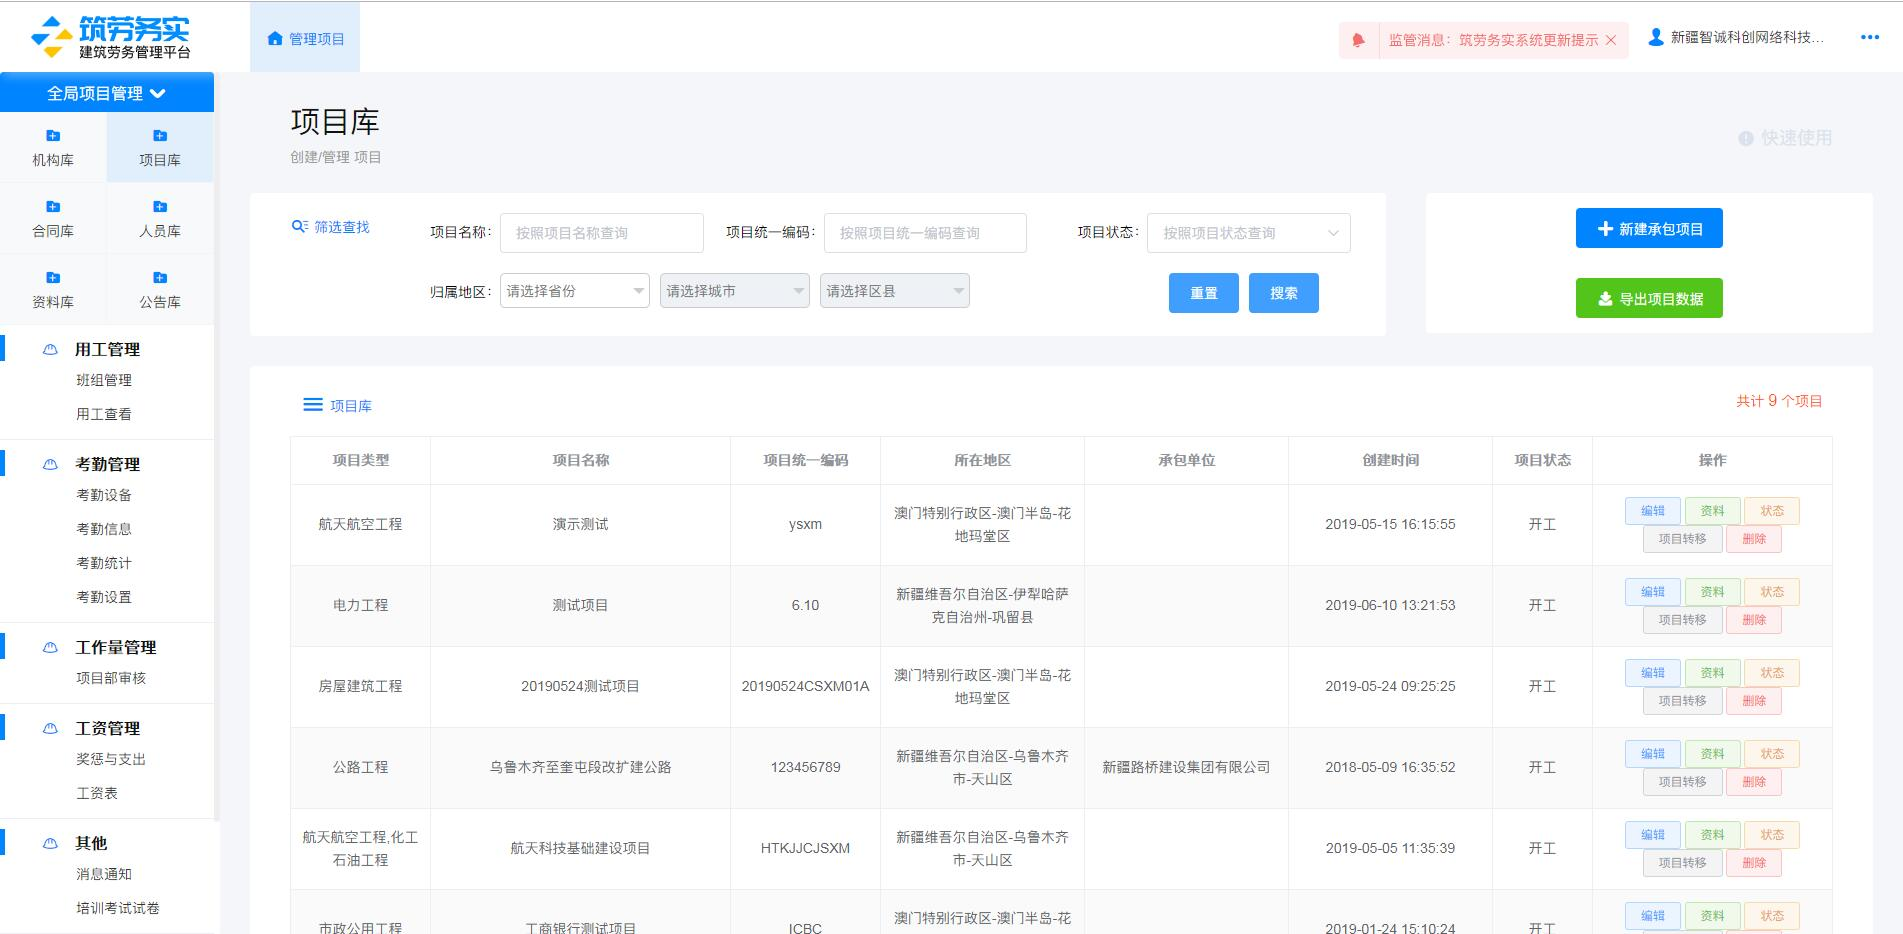 筑劳务实
建筑劳务管理平台
管理项目
监管消息：筑劳务实系统更新提示
新疆智诚科创网络科技...
全局项目管理
机构库
项目库
合同库
人员库
资料库
公告库
用工管理
班组管理
用工查看
考勤管理
考勤设备
考勤信息
考勤统计
考勤设置
工作量管理
项目部审核
工资管理
奖惩与支出
工资表
其他
消息通知
培训考试试卷
项目库
创建/管理 项目
快速使用
筛选查找
项目名称: 按照项目名称查询 项目统一编码: 按照项目统一编码查询 项目状态: 按照项目状态查询
归属地区: 请选择省份 请选择城市 请选择区县 重置 搜索
新建承包项目
导出项目数据
项目库
共计 9 个项目
项目类型 项目名称 项目统一编码 所在地区 承包单位 创建时间 项目状态 操作
航天航空工程 演示测试 ysxm 澳门特别行政区-澳门半岛-花地玛堂区 2019-05-15 16:15:55 开工 编辑 资料 状态 项目转移 删除
电力工程 测试项目 6.10 新疆维吾尔自治区-伊犁哈萨克自治州-巩留县 2019-06-10 13:21:53 开工 编辑 资料 状态 项目转移 删除
房屋建筑工程 20190524测试项目 20190524CSXM01A 澳门特别行政区-澳门半岛-花地玛堂区 2019-05-24 09:25:25 开工 编辑 资料 状态 项目转移 删除
公路工程 乌鲁木齐至奎屯段改扩建公路 123456789 新疆维吾尔自治区-乌鲁木齐市-天山区 新疆路桥建设集团有限公司 2018-05-09 16:35:52 开工 编辑 资料 状态 项目转移 删除
航天航空工程,化工石油工程 航天科技基础建设项目 HTKJJCJSXM 新疆维吾尔自治区-乌鲁木齐市-天山区 2019-05-05 11:35:39 开工 编辑 资料 状态 项目转移 删除
市政公用工程 工商银行测试项目 ICBC 澳门特别行政区-澳门半岛-花 2019-01-24 15:10:24 开工 编辑 资料 状态